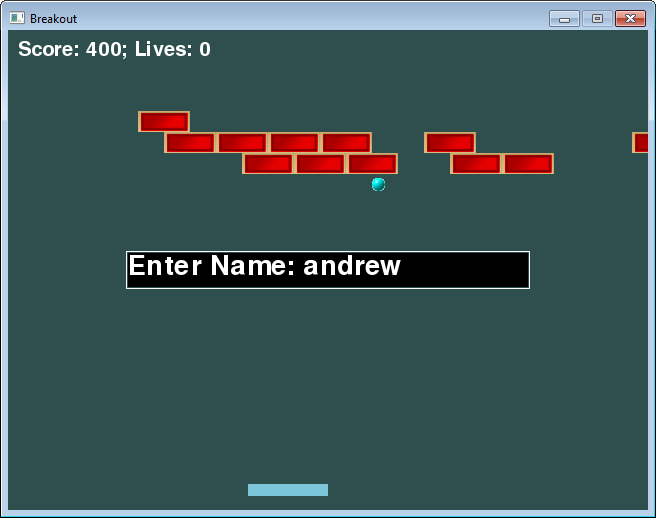 Breakout
Score: 400; Lives: 0
Enter Name: andrew